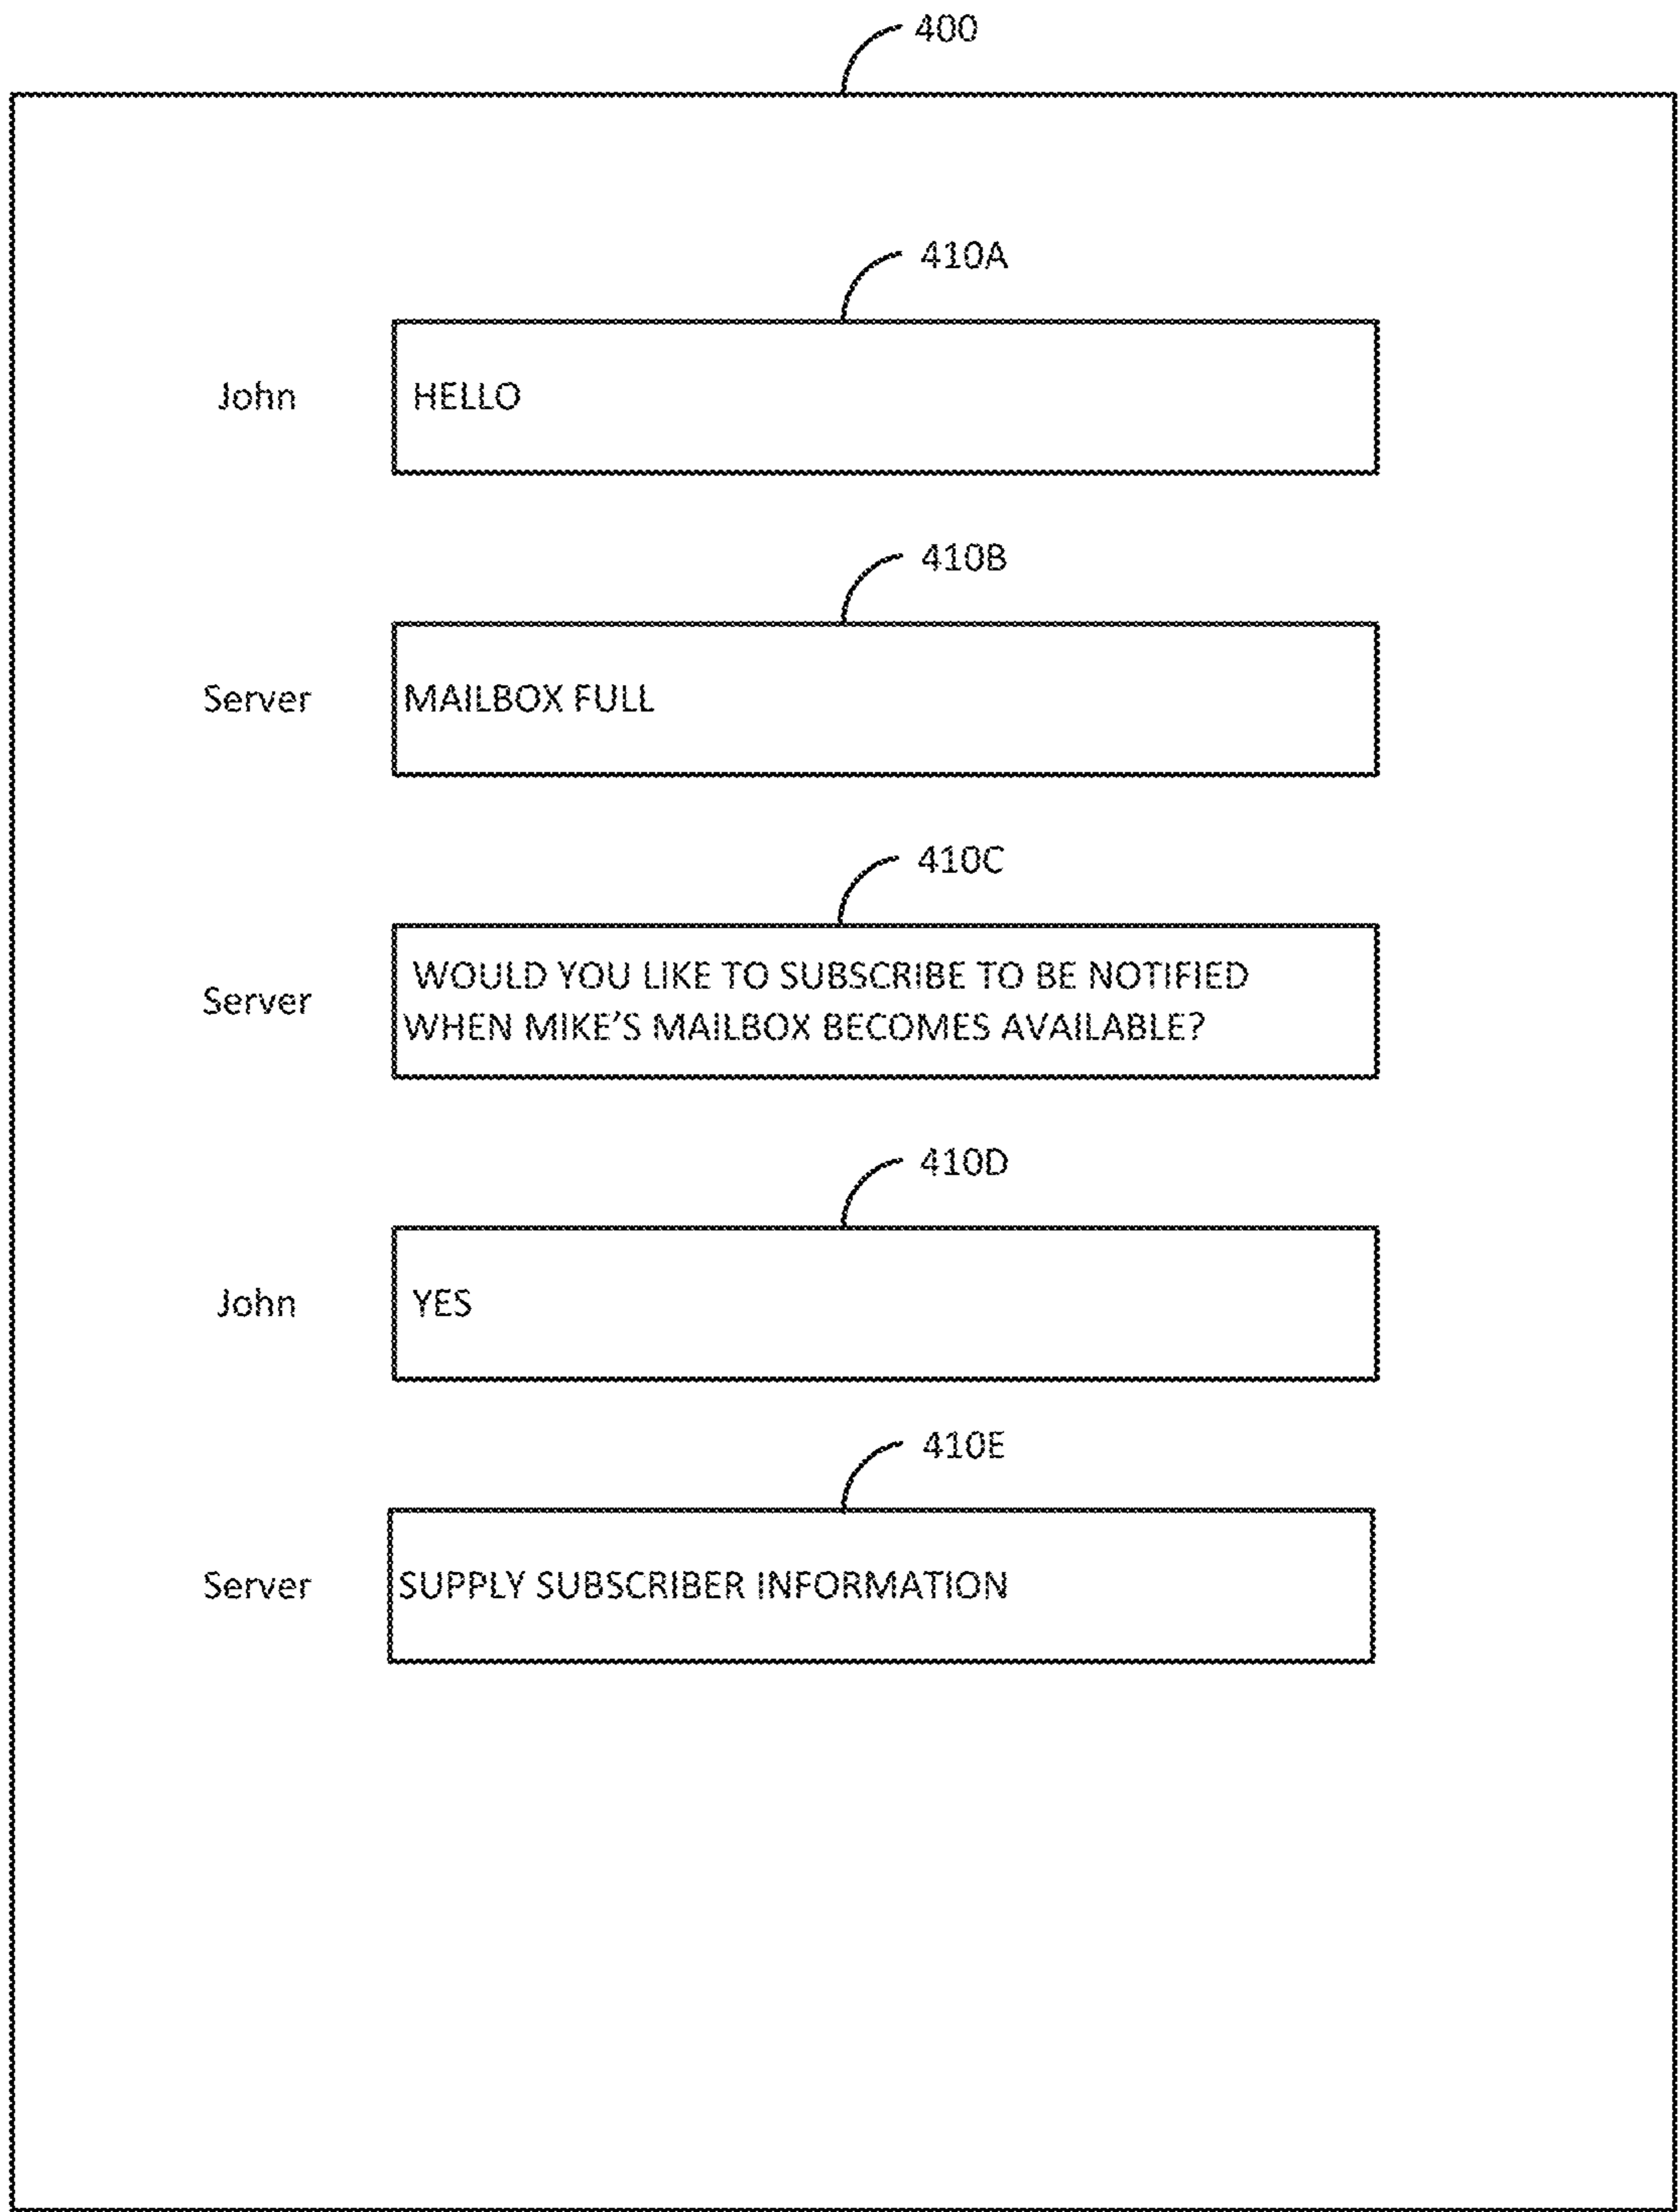 400
410A
John HELLO
410B
Server MAILBOX FULL
410C
WOULD YOU LIKE TO SUBSCRIBE TO BE NOTIFIED
Server
WHEN MIKE'S MAILBOX BECOMES AVAILABLE?
410D
John YES
410E
Server SUPPLY SUBSCRIBER INFORMATION